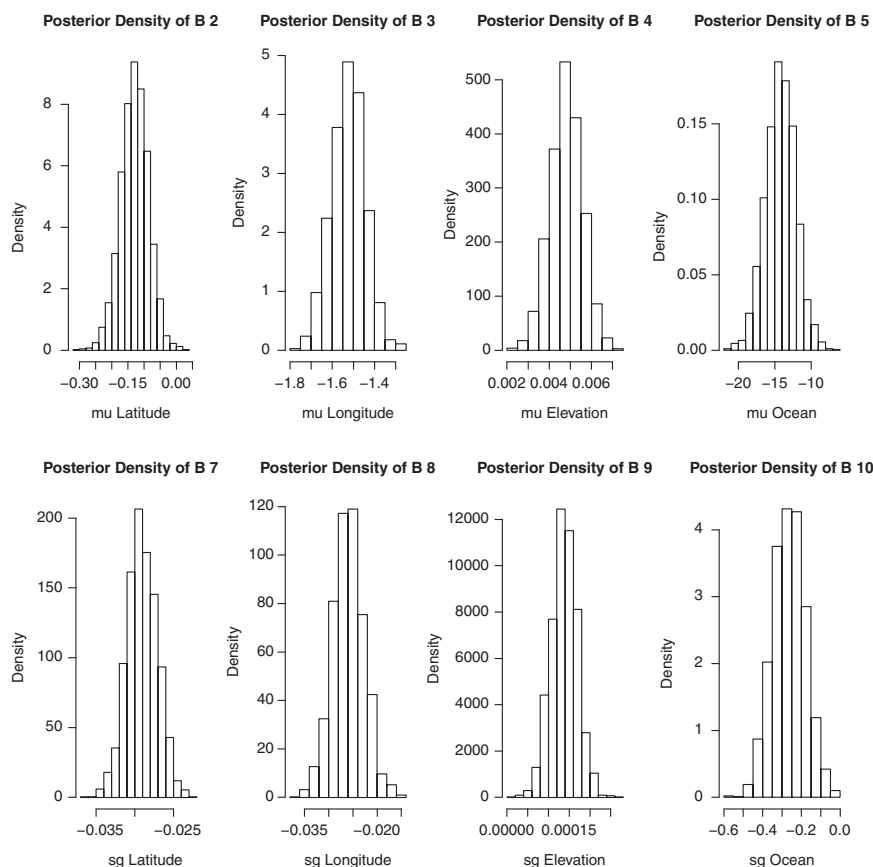 Posterior Density of B 2
Density
0
2
4
6
8
−0.30 −0.15 0.00
mu Latitude
Posterior Density of B 3
Density
0
1
2
3
4
5
−1.8 −1.6 −1.4
mu Longitude
Posterior Density of B 4
Density
0
100
200
300
400
500
0.002 0.004 0.006
mu Elevation
Posterior Density of B 5
Density
0.00
0.05
0.10
0.15
−20 −15 −10
mu Ocean
Posterior Density of B 7
Density
0
50
100
150
200
−0.035 −0.025
sg Latitude
Posterior Density of B 8
Density
0
20
40
60
80
100
120
−0.035 −0.020
sg Longitude
Posterior Density of B 9
Density
0
2000
4000
6000
8000
10000
12000
0.00000 0.00015
sg Elevation
Posterior Density of B 10
Density
0
1
2
3
4
−0.6 −0.4 −0.2 0.0
sg Ocean